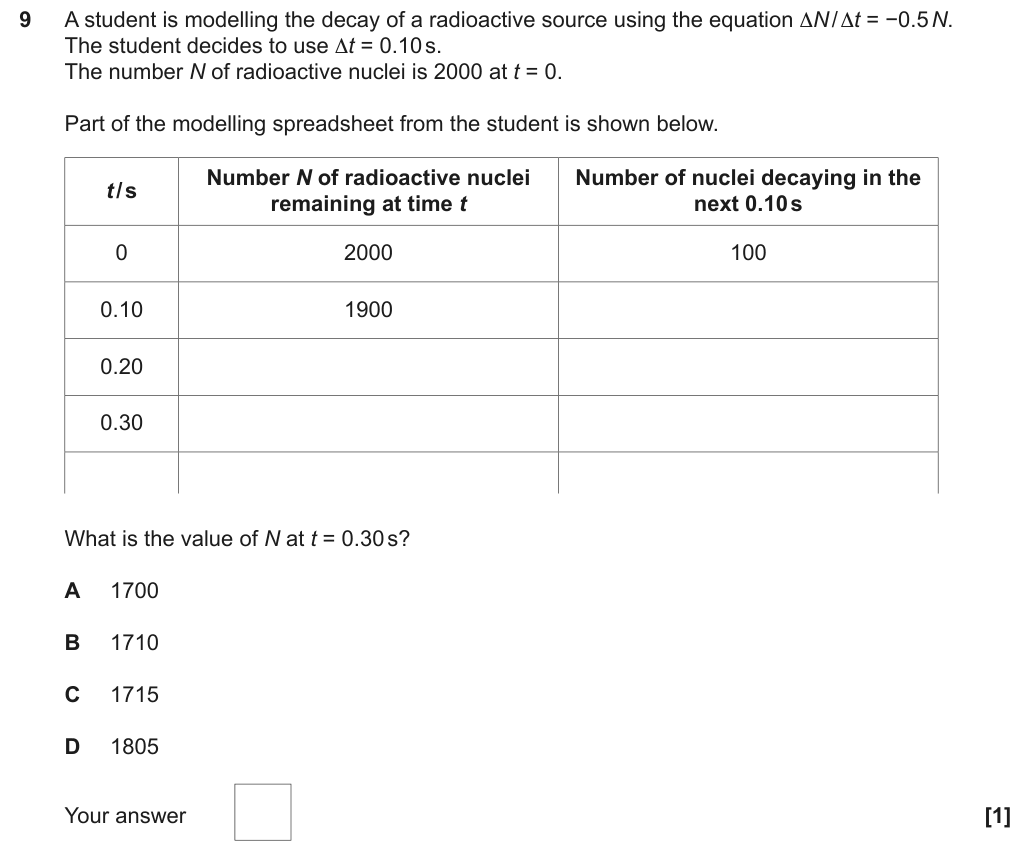 9 A student is modelling the decay of a radioactive source using the equation ΔN/Δt = −0.5N.
The student decides to use Δt = 0.10s.
The number N of radioactive nuclei is 2000 at t = 0.
Part of the modelling spreadsheet from the student is shown below.
t/s Number N of radioactive nuclei remaining at time t Number of nuclei decaying in the next 0.10s
0 2000 100
0.10 1900
0.20
0.30
What is the value of N at t = 0.30s?
A 1700
B 1710
C 1715
D 1805
Your answer [1]